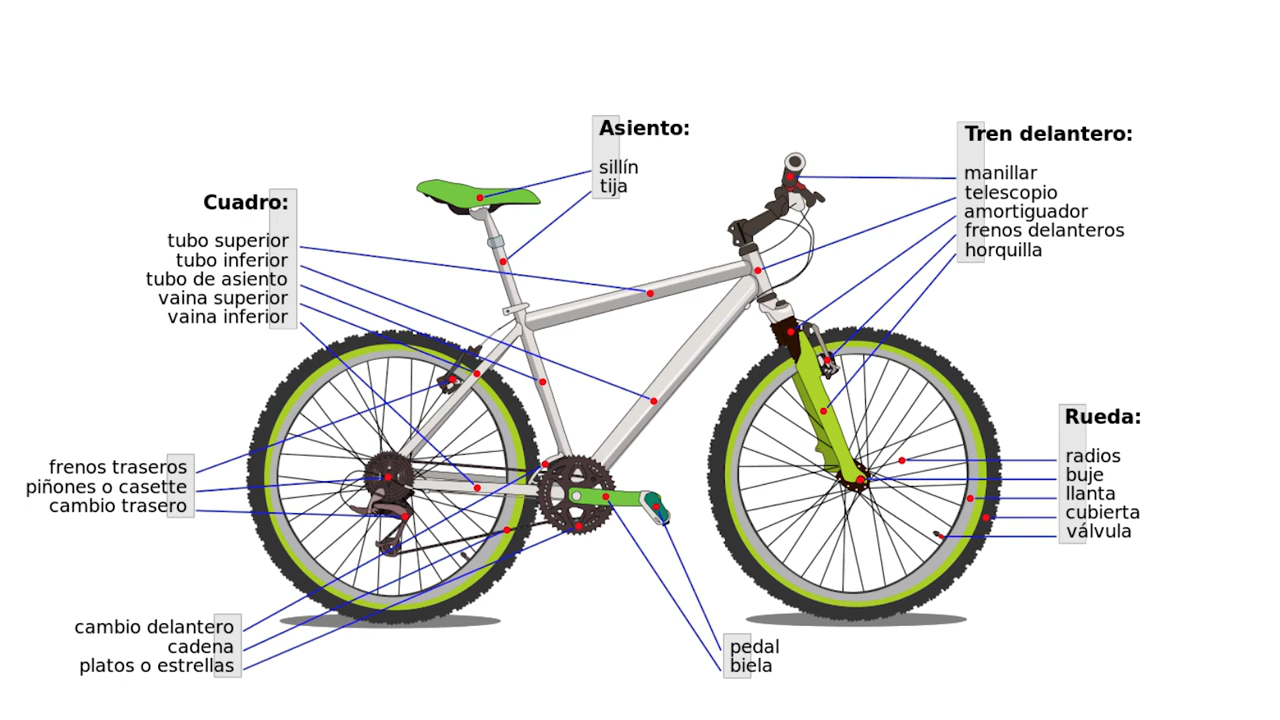 Asiento:
sillín
tija
Tren delantero:
manillar
telescopio
amortiguador
frenos delanteros
horquilla
Cuadro:
tubo superior
tubo inferior
tubo de asiento
vaina superior
vaina inferior
Rueda:
radios
buje
llanta
cubierta
válvula
frenos traseros
piñones o casette
cambio trasero
cambio delantero
cadena
platos o estrellas
pedal
biela